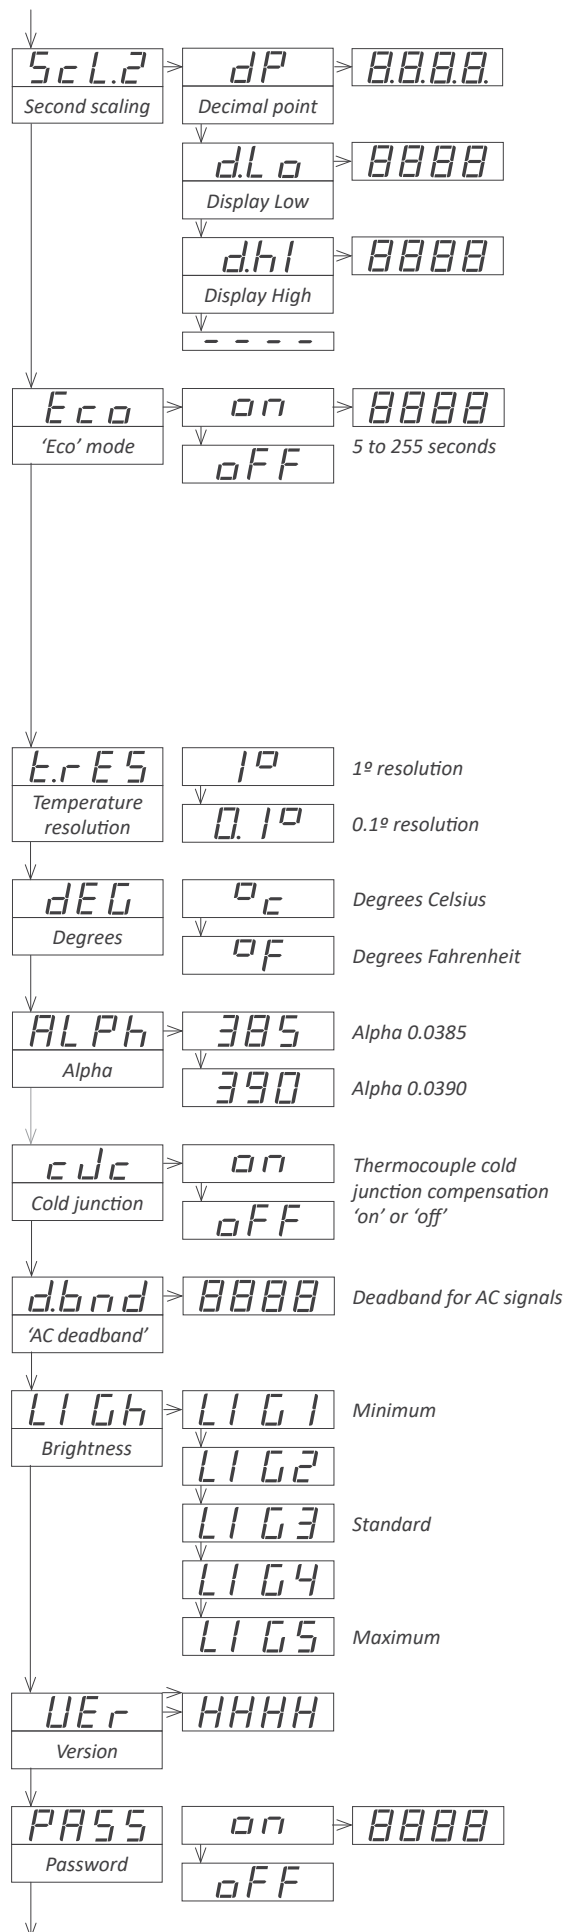 ScL.2 dP 8.8.8.8.
Second scaling Decimal point
d.Lo 8888
Display Low
d.hI 8888
Display High
----
Eco on 8888
‘Eco’ mode oFF 5 to 255 seconds
t.rES 1º 1º resolution
Temperature
resolution 0.1º 0.1º resolution
dEG ºc Degrees Celsius
Degrees ºF Degrees Fahrenheit
ALPh 385 Alpha 0.0385
Alpha 390 Alpha 0.0390
cJc on Thermocouple cold
junction compensation
Cold junction oFF ‘on’ or ‘off’
d.bnd 8888 Deadband for AC signals
‘AC deadband’
LIGh LIG1 Minimum
Brightness LIG2
LIG3 Standard
LIG4
LIG5 Maximum
VEr HHHH
Version
PASS on 8888
Password oFF